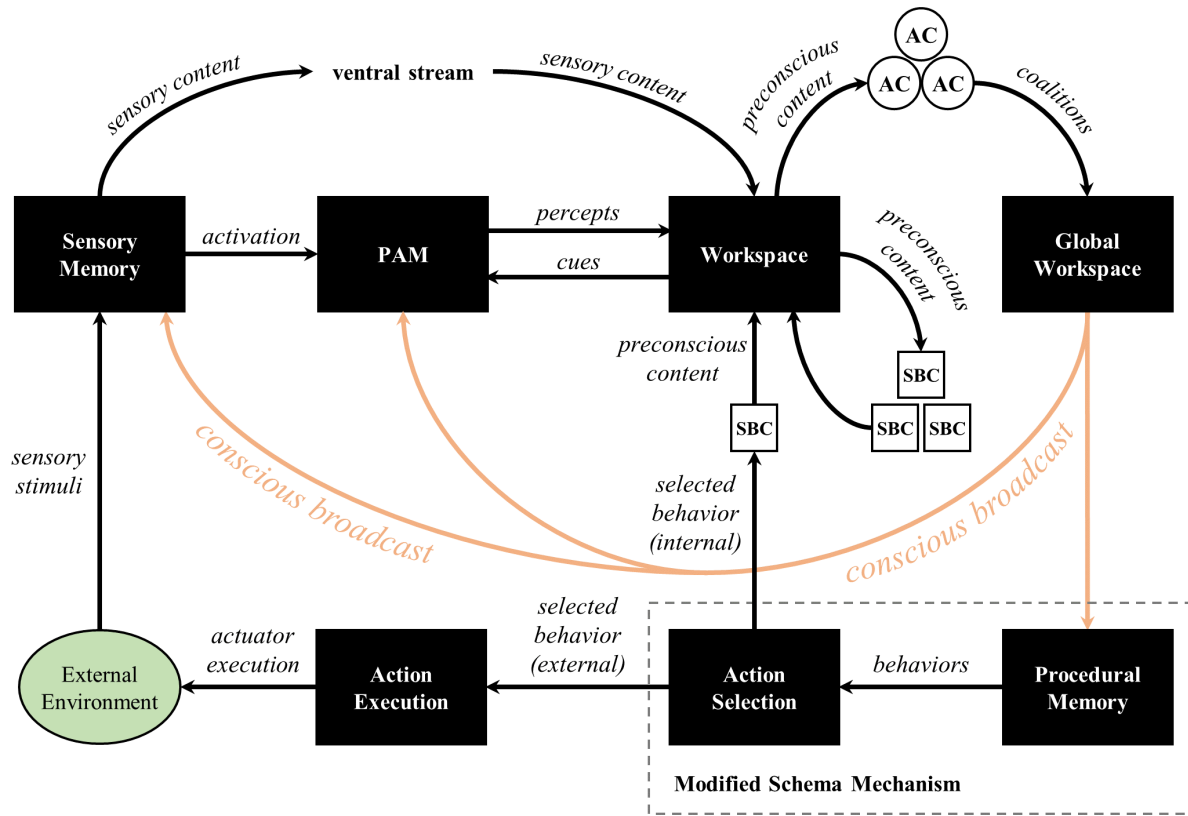 sensory content
ventral stream
sensory content
preconscious
content
AC
AC
AC
coalitions
Sensory
Memory
activation
PAM
percepts
cues
Workspace
preconscious
content
Global
Workspace
preconscious
content
SBC
SBC
SBC
SBC
sensory
stimuli
conscious broadcast
selected
behavior
(internal)
conscious broadcast
External
Environment
actuator
execution
Action
Execution
selected
behavior
(external)
Action
Selection
behaviors
Procedural
Memory
Modified Schema Mechanism